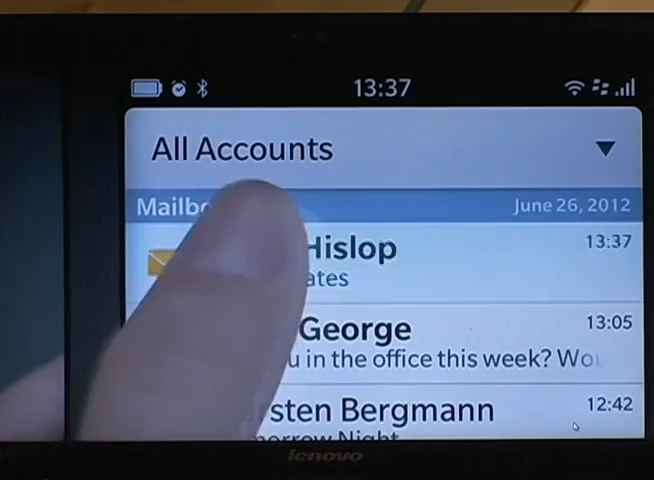 13:37
All Accounts
June 26, 2012
Hislop 13:37
George 13:05
in the office this week?
Bergmann 12:42
Night
lenovo